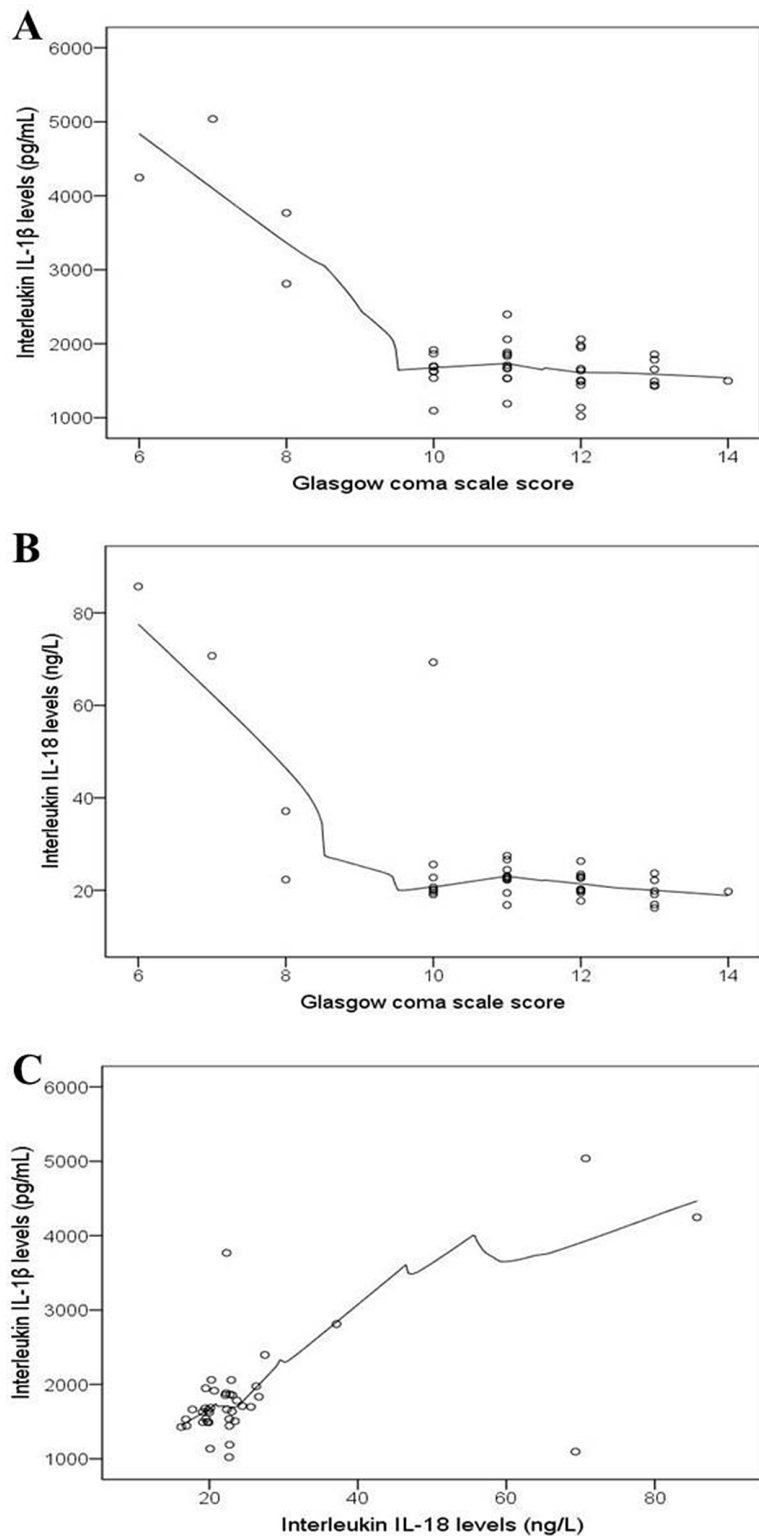 A
6000
5000
4000
3000
2000
1000
Interleukin IL-1β levels (pg/mL)
6 8 10 12 14
Glasgow coma scale score
B
80
60
40
20
Interleukin IL-18 levels (ng/L)
6 8 10 12 14
Glasgow coma scale score
C
6000
5000
4000
3000
2000
1000
Interleukin IL-1β levels (pg/mL)
20 40 60 80
Interleukin IL-18 levels (ng/L)